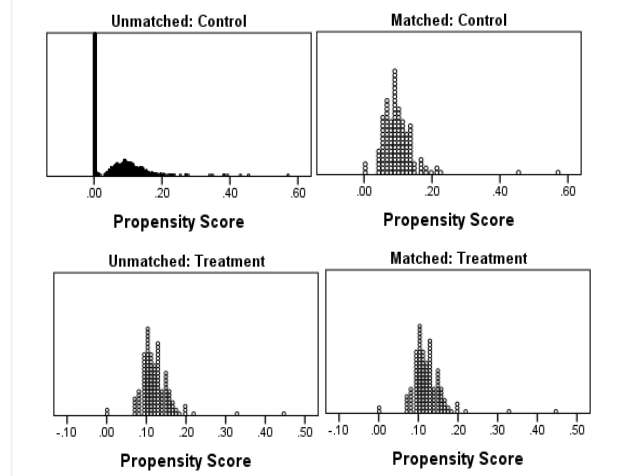 Unmatched: Control
.00 .20 .40 .60
Propensity Score
Matched: Control
.00 .20 .40 .60
Propensity Score
Unmatched: Treatment
-.10 .00 .10 .20 .30 .40 .50
Propensity Score
Matched: Treatment
-.10 .00 .10 .20 .30 .40 .50
Propensity Score